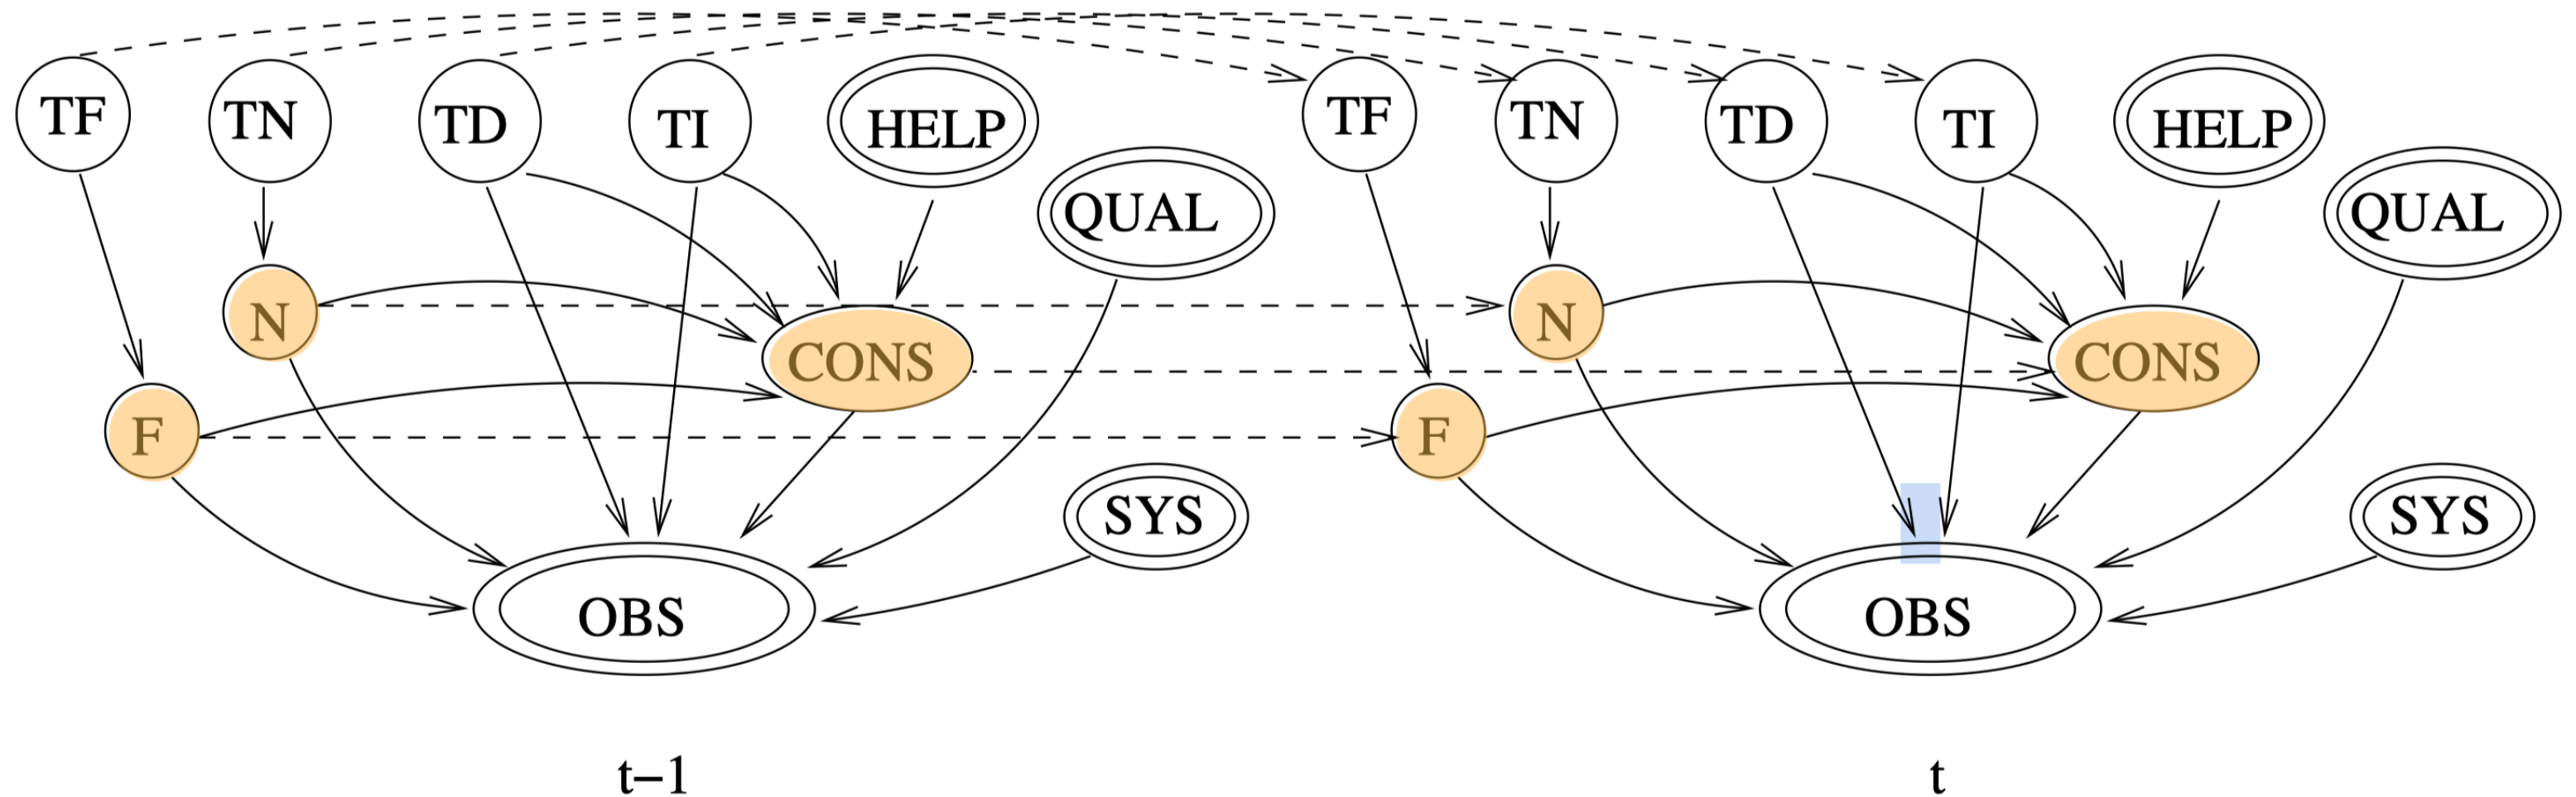 TF TN TD TI HELP TF TN TD TI HELP
QUAL QUAL
N N
CONS CONS
F F
SYS SYS
OBS OBS
t–1 t